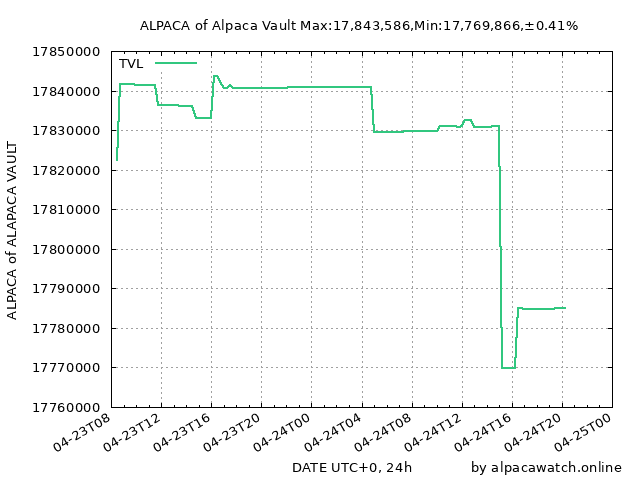 ALPACA of Alpaca Vault Max:17,843,586,Min:17,769,866,±0.41%
TVL
17850000
17840000
17830000
17820000
17810000
17800000
17790000
17780000
17770000
17760000
ALPACA of ALAPACA VAULT
04-23T08
04-23T12
04-23T16
04-23T20
04-24T00
04-24T04
04-24T08
04-24T12
04-24T16
04-24T20
04-25T00
DATE UTC+0, 24h
by alpacawatch.online